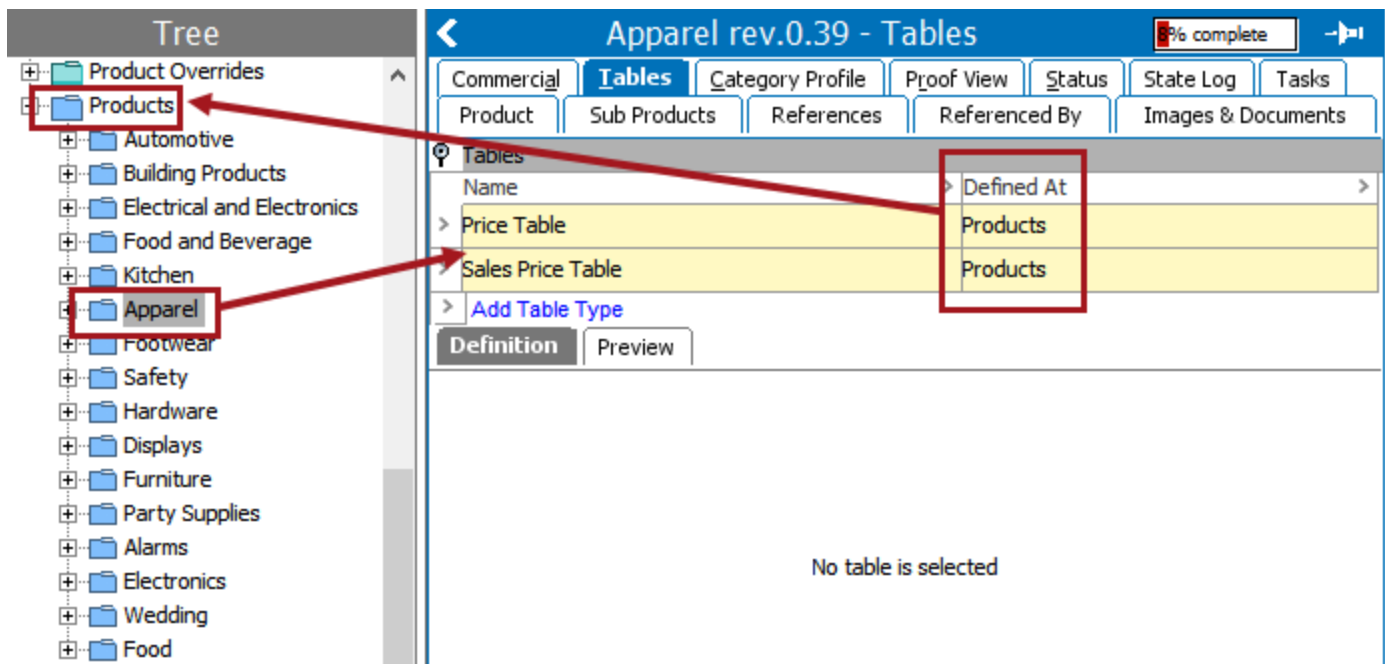 Tree
Product Overrides
Products
Automotive
Building Products
Electrical and Electronics
Food and Beverage
Kitchen
Apparel
Footwear
Safety
Hardware
Displays
Furniture
Party Supplies
Alarms
Electronics
Wedding
Food
Apparel rev.0.39 - Tables
8% complete
Commercial Tables Category Profile Proof View Status State Log Tasks
Product Sub Products References Referenced By Images & Documents
Tables
Name > Defined At >
> Price Table Products
> Sales Price Table Products
> Add Table Type
Definition Preview
No table is selected